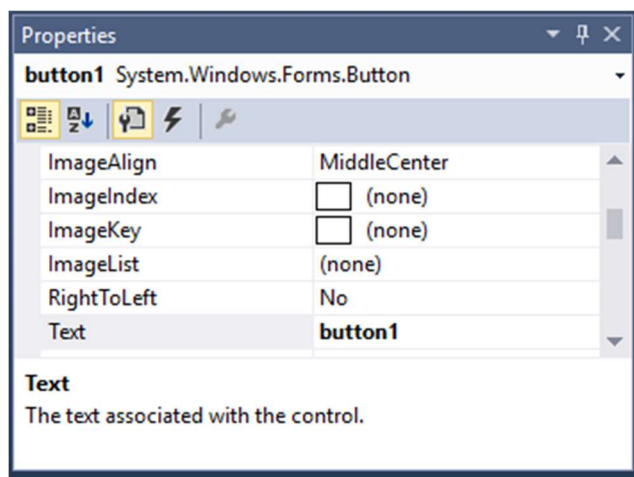 Properties
button1 System.Windows.Forms.Button
A Z
ImageAlign MiddleCenter
ImageIndex (none)
ImageKey (none)
ImageList (none)
RightToLeft No
Text button1
Text
The text associated with the control.